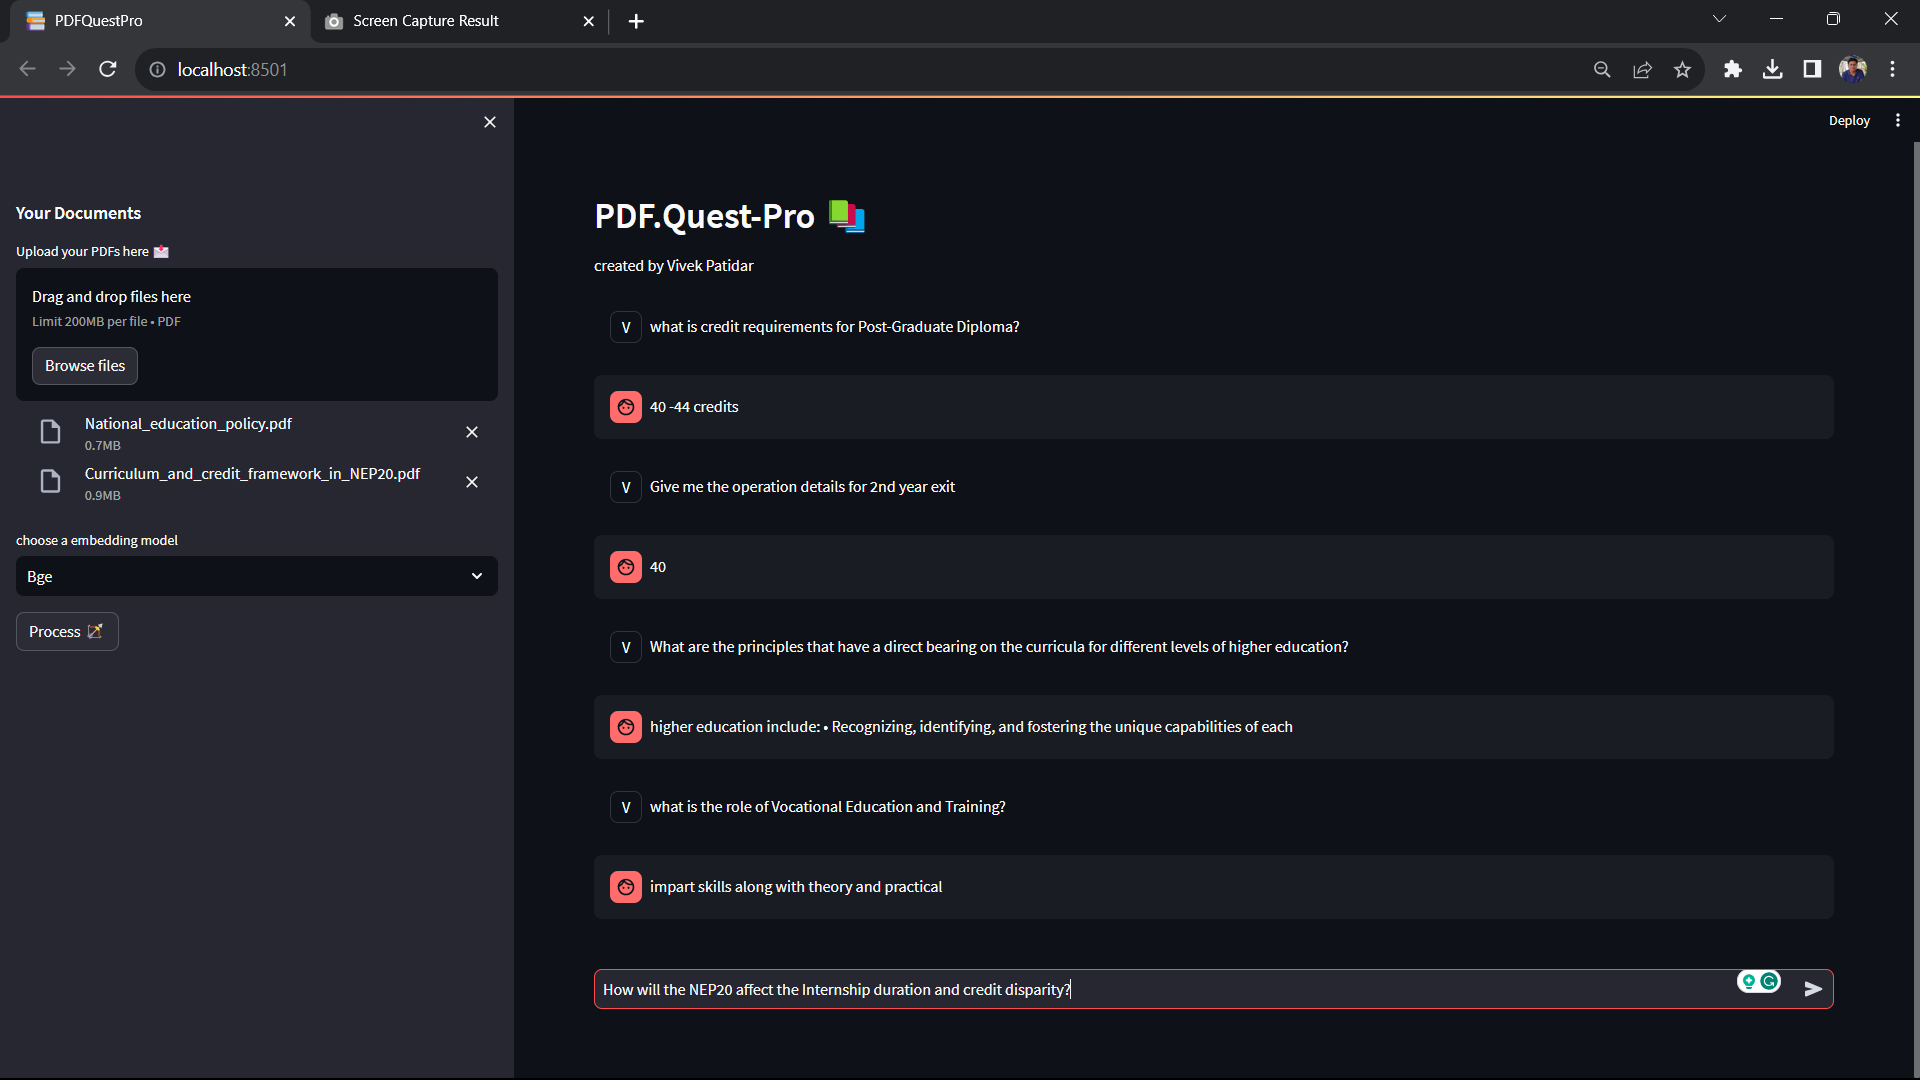 PDFQuestPro
Screen Capture Result
localhost:8501
Deploy
Your Documents
Upload your PDFs here
Drag and drop files here
Limit 200MB per file • PDF
Browse files
National_education_policy.pdf
0.7MB
Curriculum_and_credit_framework_in_NEP20.pdf
0.9MB
choose a embedding model
Bge
Process
PDF.Quest-Pro
created by Vivek Patidar
V what is credit requirements for Post-Graduate Diploma?
40 -44 credits
V Give me the operation details for 2nd year exit
40
V What are the principles that have a direct bearing on the curricula for different levels of higher education?
higher education include: • Recognizing, identifying, and fostering the unique capabilities of each
V what is the role of Vocational Education and Training?
impart skills along with theory and practical
How will the NEP20 affect the Internship duration and credit disparity?